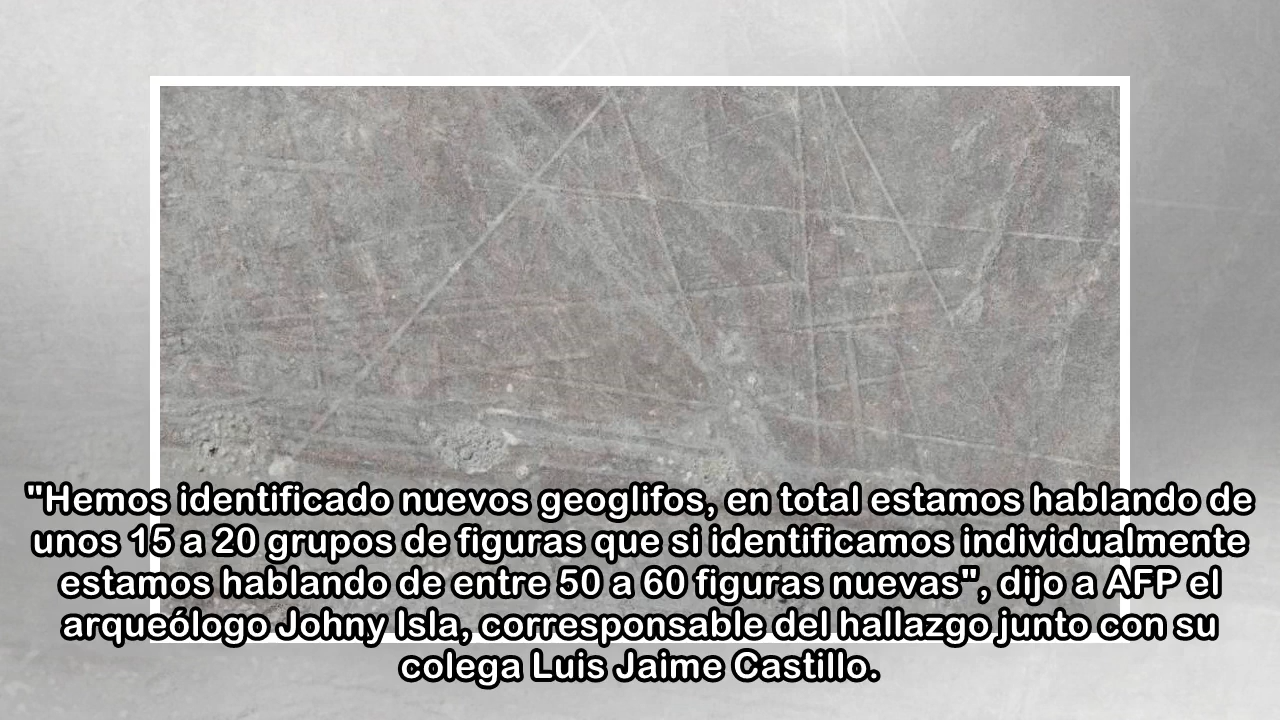 "Hemos identificado nuevos geoglifos, en total estamos hablando de
unos 15 a 20 grupos de figuras que si identificamos individualmente
estamos hablando de entre 50 a 60 figuras nuevas", dijo a AFP el
arqueólogo Johny Isla, corresponsable del hallazgo junto con su
colega Luis Jaime Castillo.